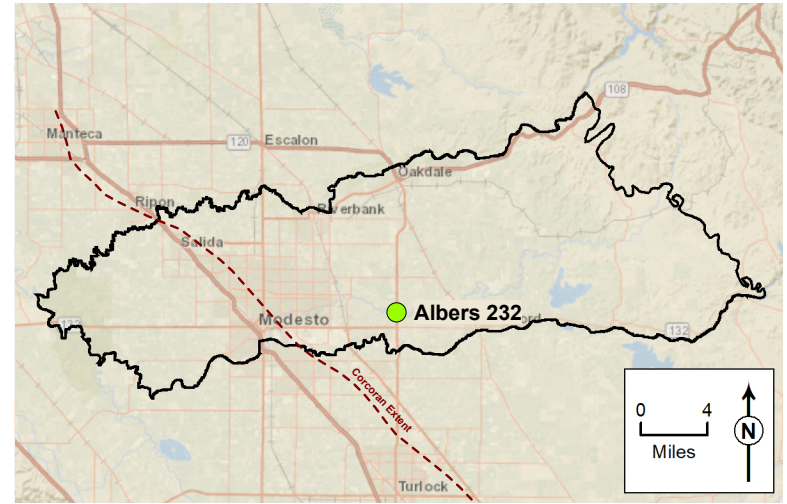 108
Manteca
120
Escalon
Oakdale
Ripon
Riverbank
Salida
Albers 232
132
Modesto
132
Corcoran Extent
0 4
Miles
N
Turlock